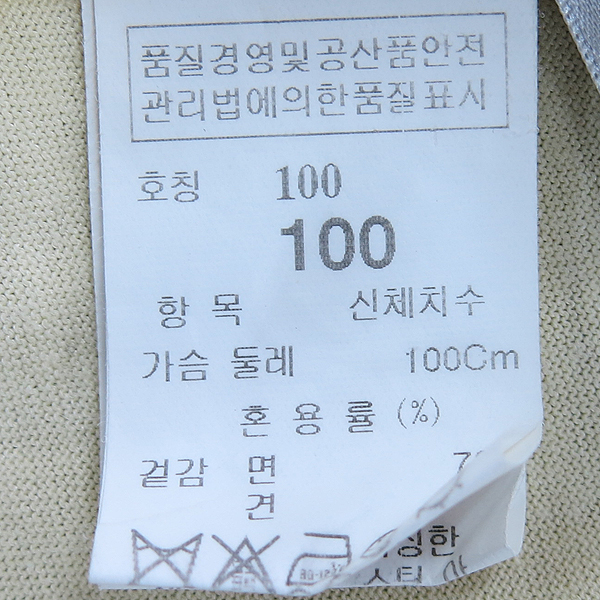 품질경영및공산품안전
관리법에의한품질표시
호칭 100
100
항 목 신체치수
가슴 둘레 100Cm
혼 용 률 (%)
겉감 면
견